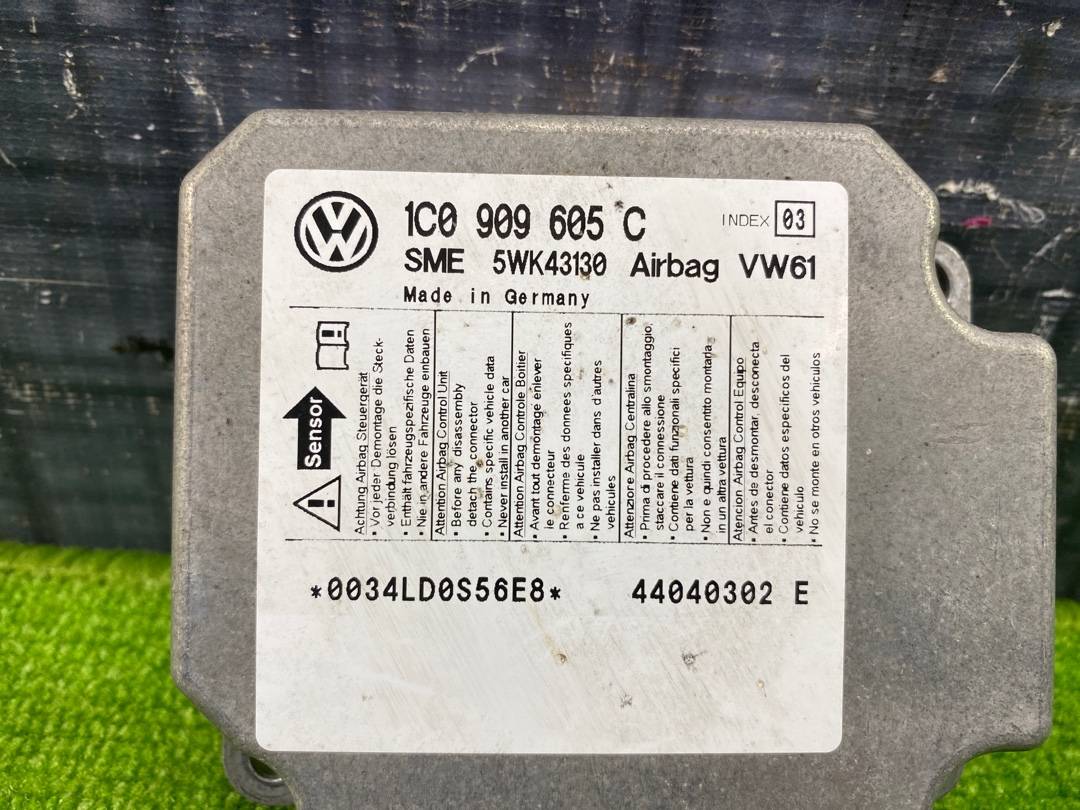 1C0 909 605 C
INDEX 03
SME 5WK43130 Airbag VW61
Made in Germany
Sensor
Achtung Airbag Steuergerät
• Vor jeder Demontage die Steck-
verbindung lösen
• Enthält fahrzeugspezifische Daten
• Nie in andere Fahrzeuge einbauen
Attention Airbag Control Unit
• Before any disassembly
detach the connector
• Contains specific vehicle data
• Never install in another car
Attention Airbag Controle Boitier
• Avant tout demöntage enlever
le connecteur
• Renferme des donnees specifiques
a ce vehicule
• Ne pas installer dans d'autres
vehicules
Attenzione Airbag Centralina
• Prima di procedere allo smontaggio,
staccare il connessione
• Contiene dati funzionali specifici
per la vettura
• Non e quindi consentito montarla
in un altra vettura
Atencion Airbag Control Equipo
• Antes de desmontar, desconecta
el conector
• Contiene datos especificos del
vehiculo
• No se monte en otros vehiculos
*0034LD0S56E8* 44040302 E